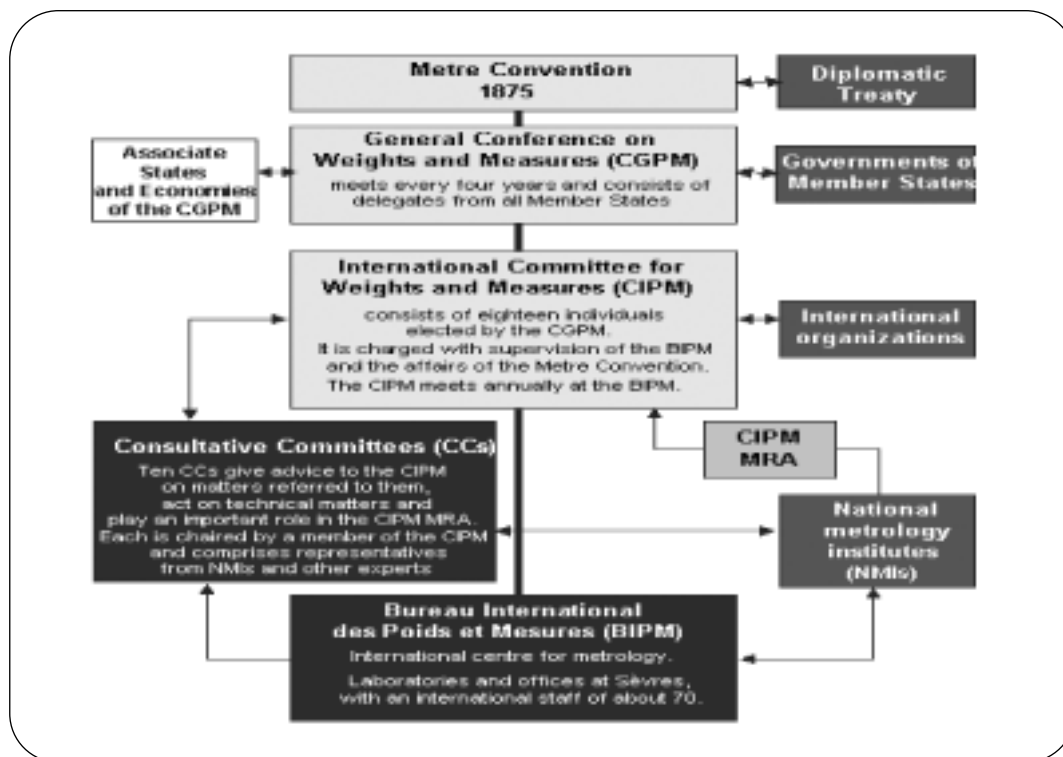 Metre Convention
1875
Diplomatic
Treaty
General Conference on
Weights and Measures (CGPM)
meets every four years and consists of
delegates from all Member States
Associate
States
and Economies
of the CGPM
Governments of
Member States
International Committee for
Weights and Measures (CIPM)
consists of eighteen individuals
elected by the CGPM.
It is charged with supervision of the BIPM
and the affairs of the Metre Convention.
The CIPM meets annually at the BIPM.
International
organizations
CIPM
MRA
Consultative Committees (CCs)
Ten CCs give advice to the CIPM
on matters referred to them,
act on technical matters and
play an important role in the CIPM MRA.
Each is chaired by a member of the CIPM
and comprises representatives
from NMIs and other experts
National
metrology
institutes
(NMIs)
Bureau International
des Poids et Mesures (BIPM)
International centre for metrology.
Laboratories and offices at Sèvres,
with an international staff of about 70.